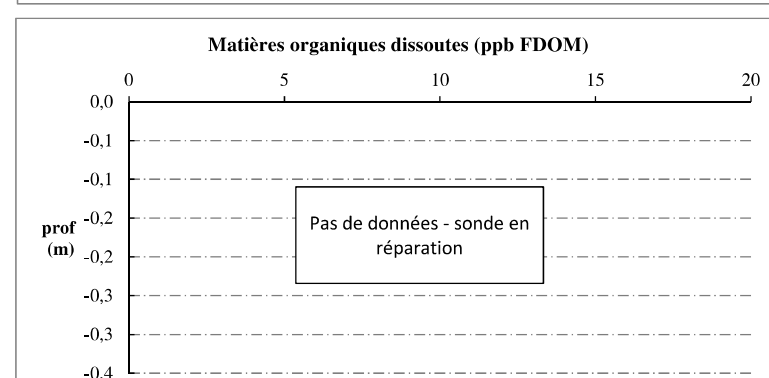 Matières organiques dissoutes (ppb FDOM)
0 5 10 15 20
0,0
-0,1
-0,1
-0,2
prof
(m)
-0,2
-0,3
-0,3
-0,4
Pas de données - sonde en
réparation